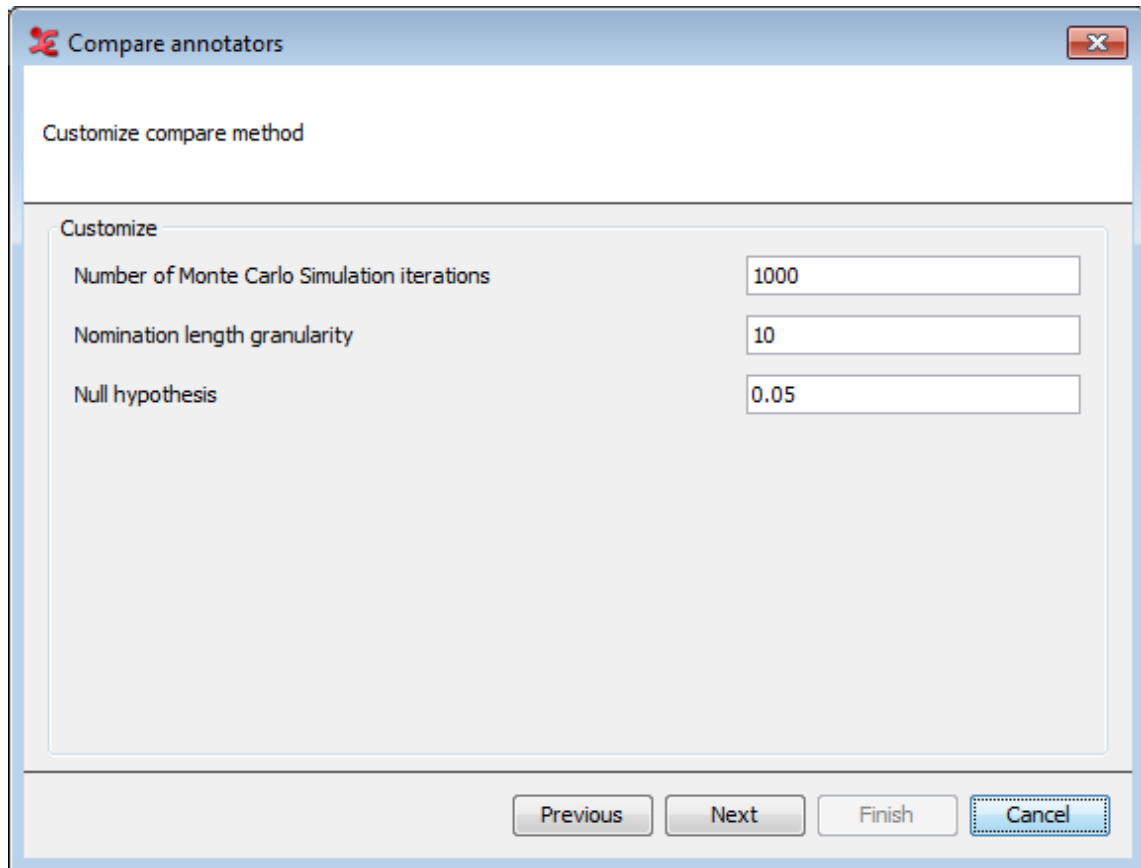 Compare annotators
Customize compare method
Customize
Number of Monte Carlo Simulation iterations 1000
Nomination length granularity 10
Null hypothesis 0.05
Previous Next Finish Cancel